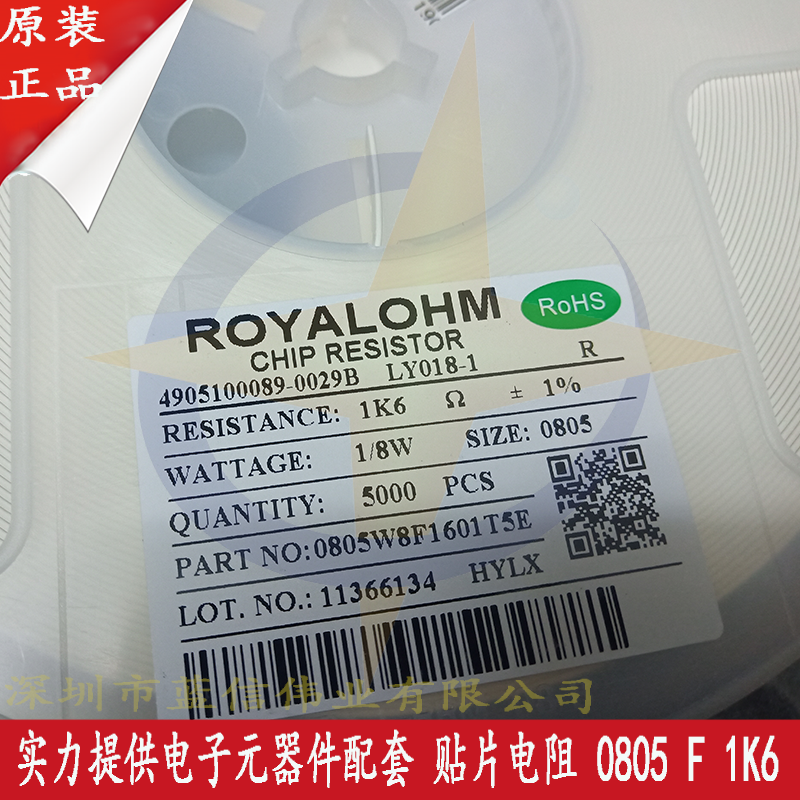 原装
正品
19
ROYALOHM
RoHS
CHIP RESISTOR
4905100089-0029B LY018-1 R
RESISTANCE: 1K6 Ω ± 1%
WATTAGE: 1/8W SIZE: 0805
QUANTITY: 5000 PCS
PART NO:0805W8F1601T5E
LOT. NO.: 11366134 HYLX
深圳市蓝信伟业有限公司
实力提供电子元器件配套 贴片电阻 0805 F 1K6